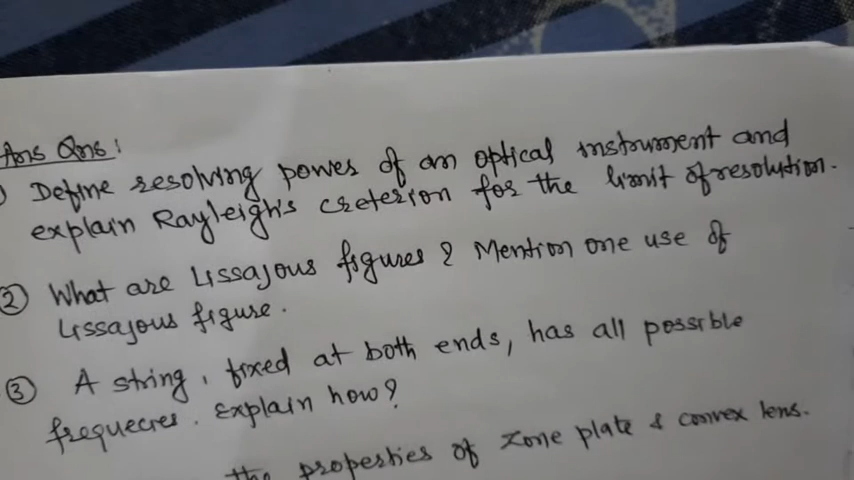 Ans Qns:
) Define resolving power of an optical instrument and
explain Rayleigh's creterion for the limit of resolution.
② What are Lissajous figures? Mention one use of
Lissajous figure.
③ A string, fixed at both ends, has all possible
frequecies. Explain how?
the properties of zone plate & convex lens.